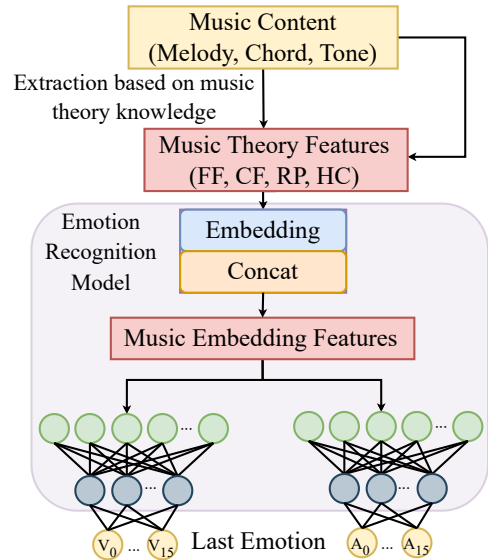 Music Content
(Melody, Chord, Tone)
Extraction based on music
theory knowledge
Music Theory Features
(FF, CF, RP, HC)
Emotion
Recognition
Model
Embedding
Concat
Music Embedding Features
...
...
...
...
V0 ... V15
Last Emotion
A0 ... A15